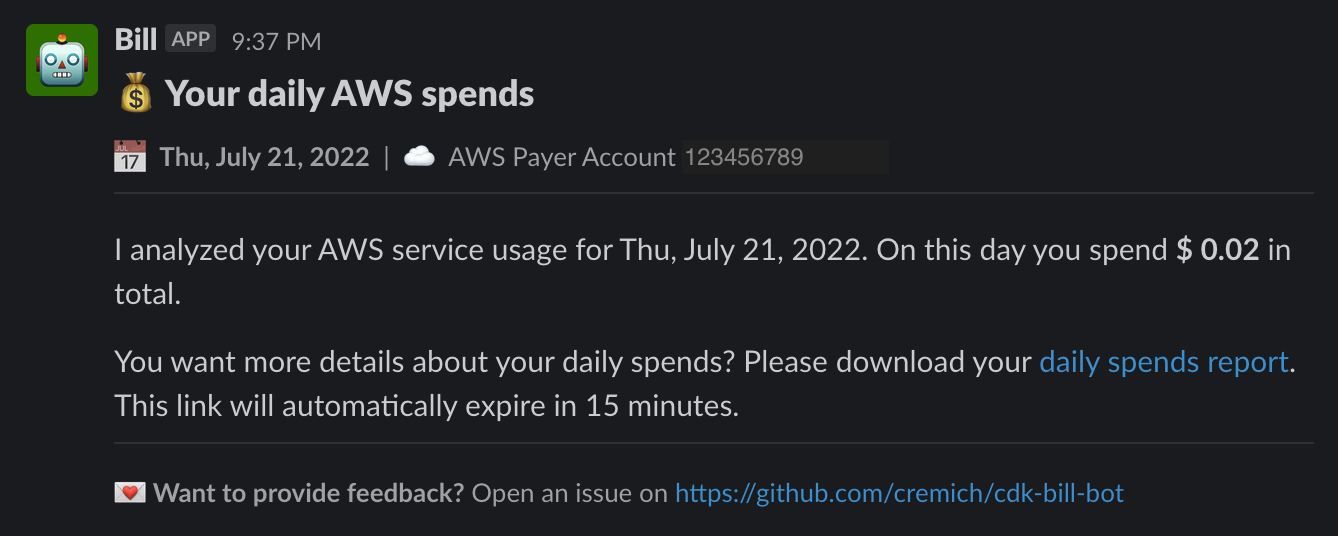 Bill APP 9:37 PM
💰 Your daily AWS spends
JUL 17 Thu, July 21, 2022 | ☁️ AWS Payer Account 123456789
I analyzed your AWS service usage for Thu, July 21, 2022. On this day you spend $ 0.02 in
total.
You want more details about your daily spends? Please download your daily spends report.
This link will automatically expire in 15 minutes.
💌 Want to provide feedback? Open an issue on https://github.com/cremich/cdk-bill-bot